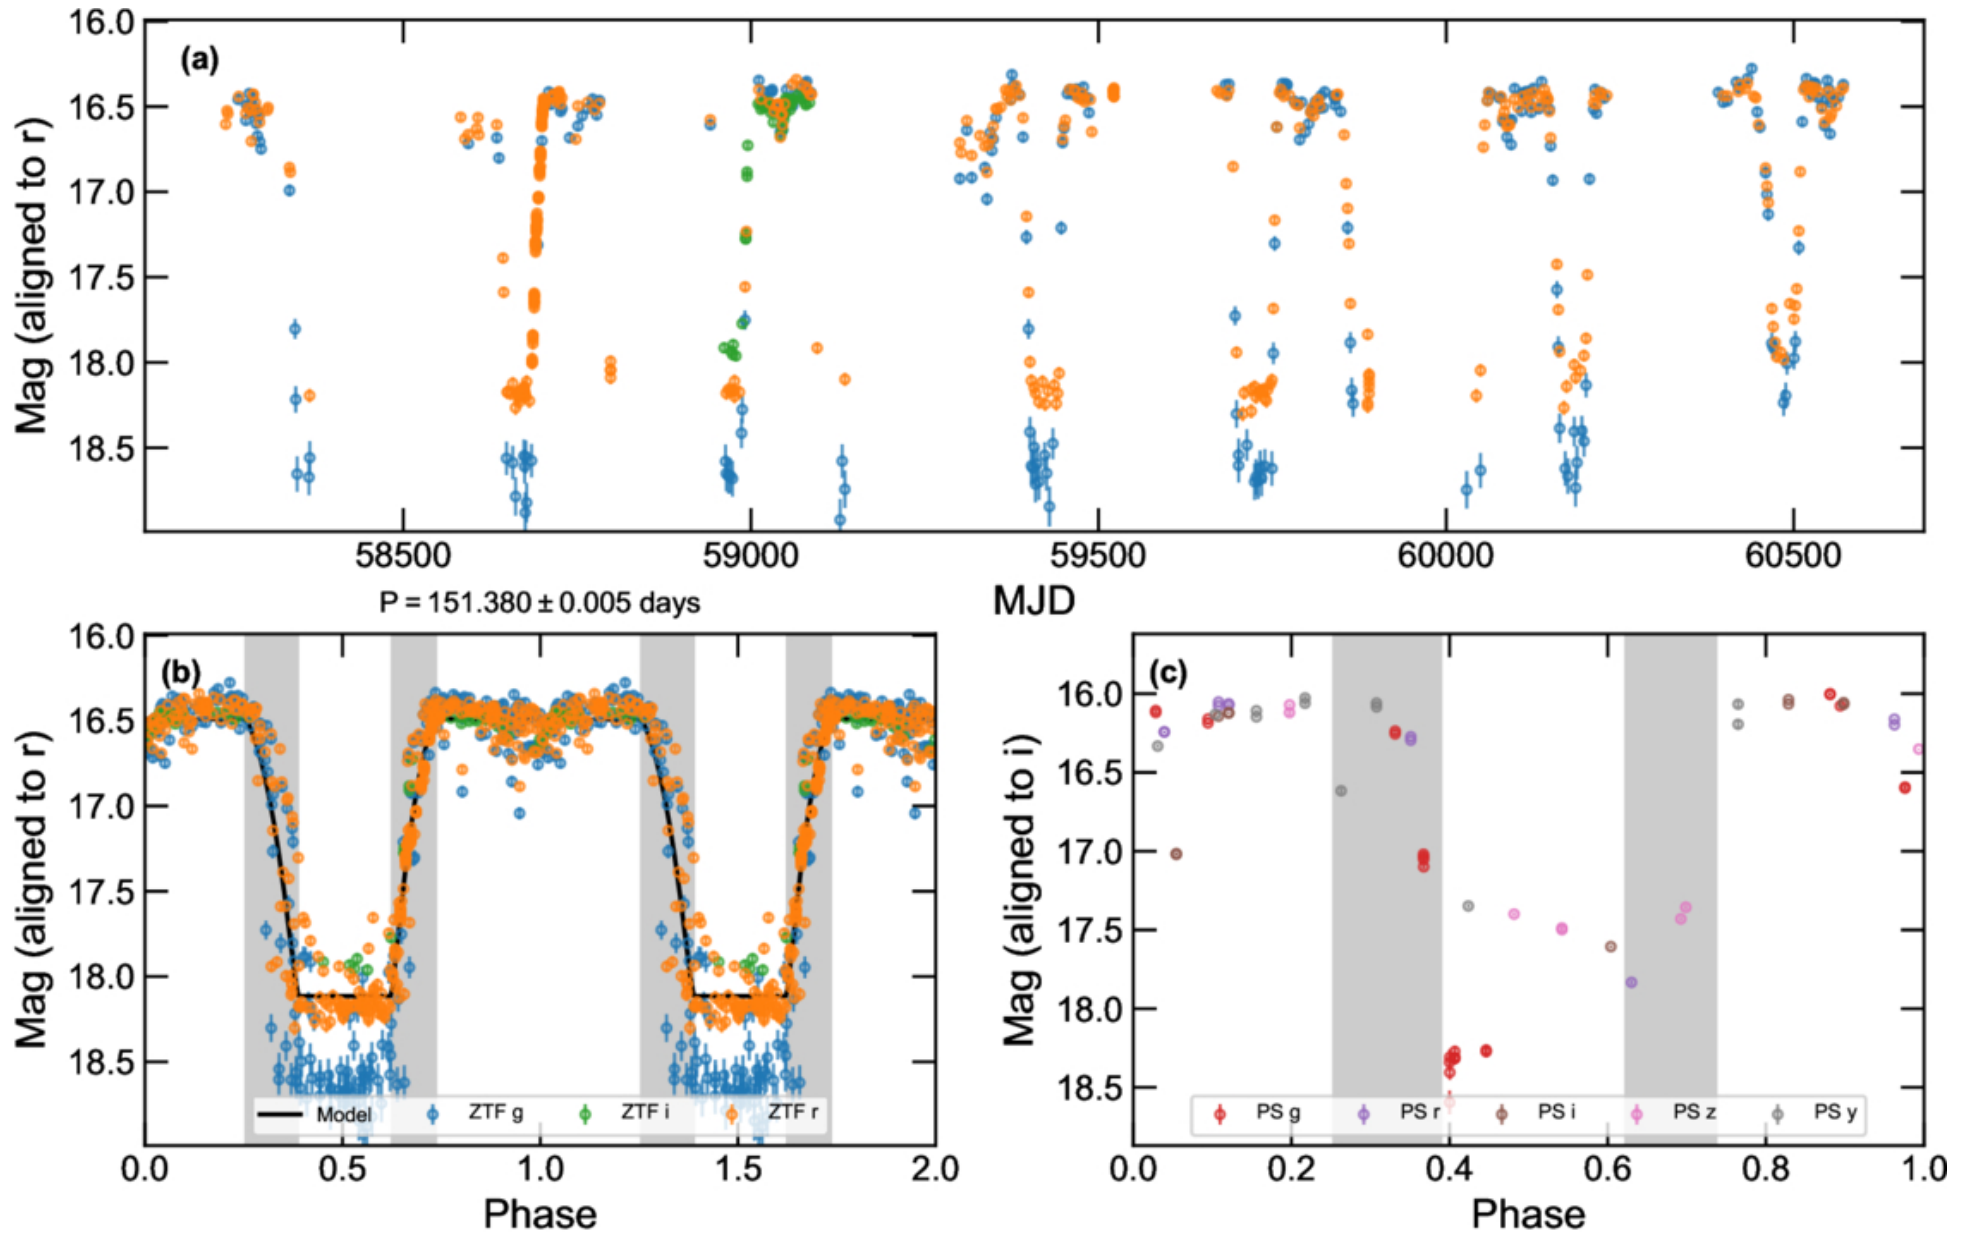 (a)
Mag (aligned to r)
16.0
16.5
17.0
17.5
18.0
18.5
58500 59000 59500 60000 60500
MJD
P = 151.380 ± 0.005 days
(b)
Mag (aligned to r)
16.0
16.5
17.0
17.5
18.0
18.5
Model ZTF g ZTF i ZTF r
0.0 0.5 1.0 1.5 2.0
Phase
(c)
Mag (aligned to i)
16.0
16.5
17.0
17.5
18.0
18.5
PS g PS r PS i PS z PS y
0.0 0.2 0.4 0.6 0.8 1.0
Phase